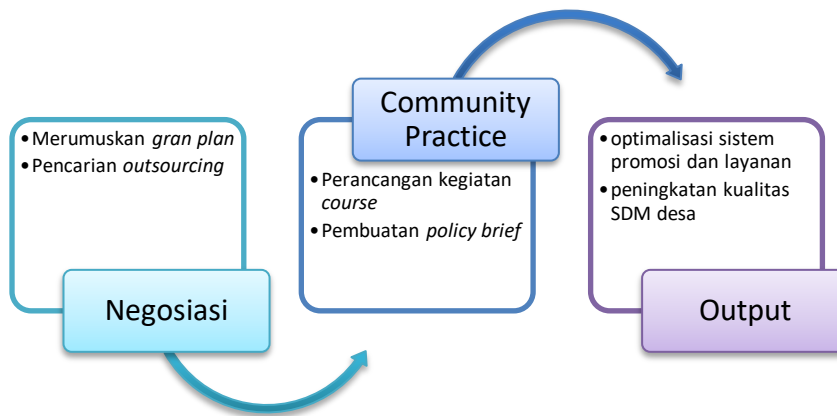 • Merumuskan gran plan
• Pencarian outsourcing
Negosiasi
Community
Practice
• Perancangan kegiatan
course
• Pembuatan policy brief
• optimalisasi sistem
promosi dan layanan
• peningkatan kualitas
SDM desa
Output